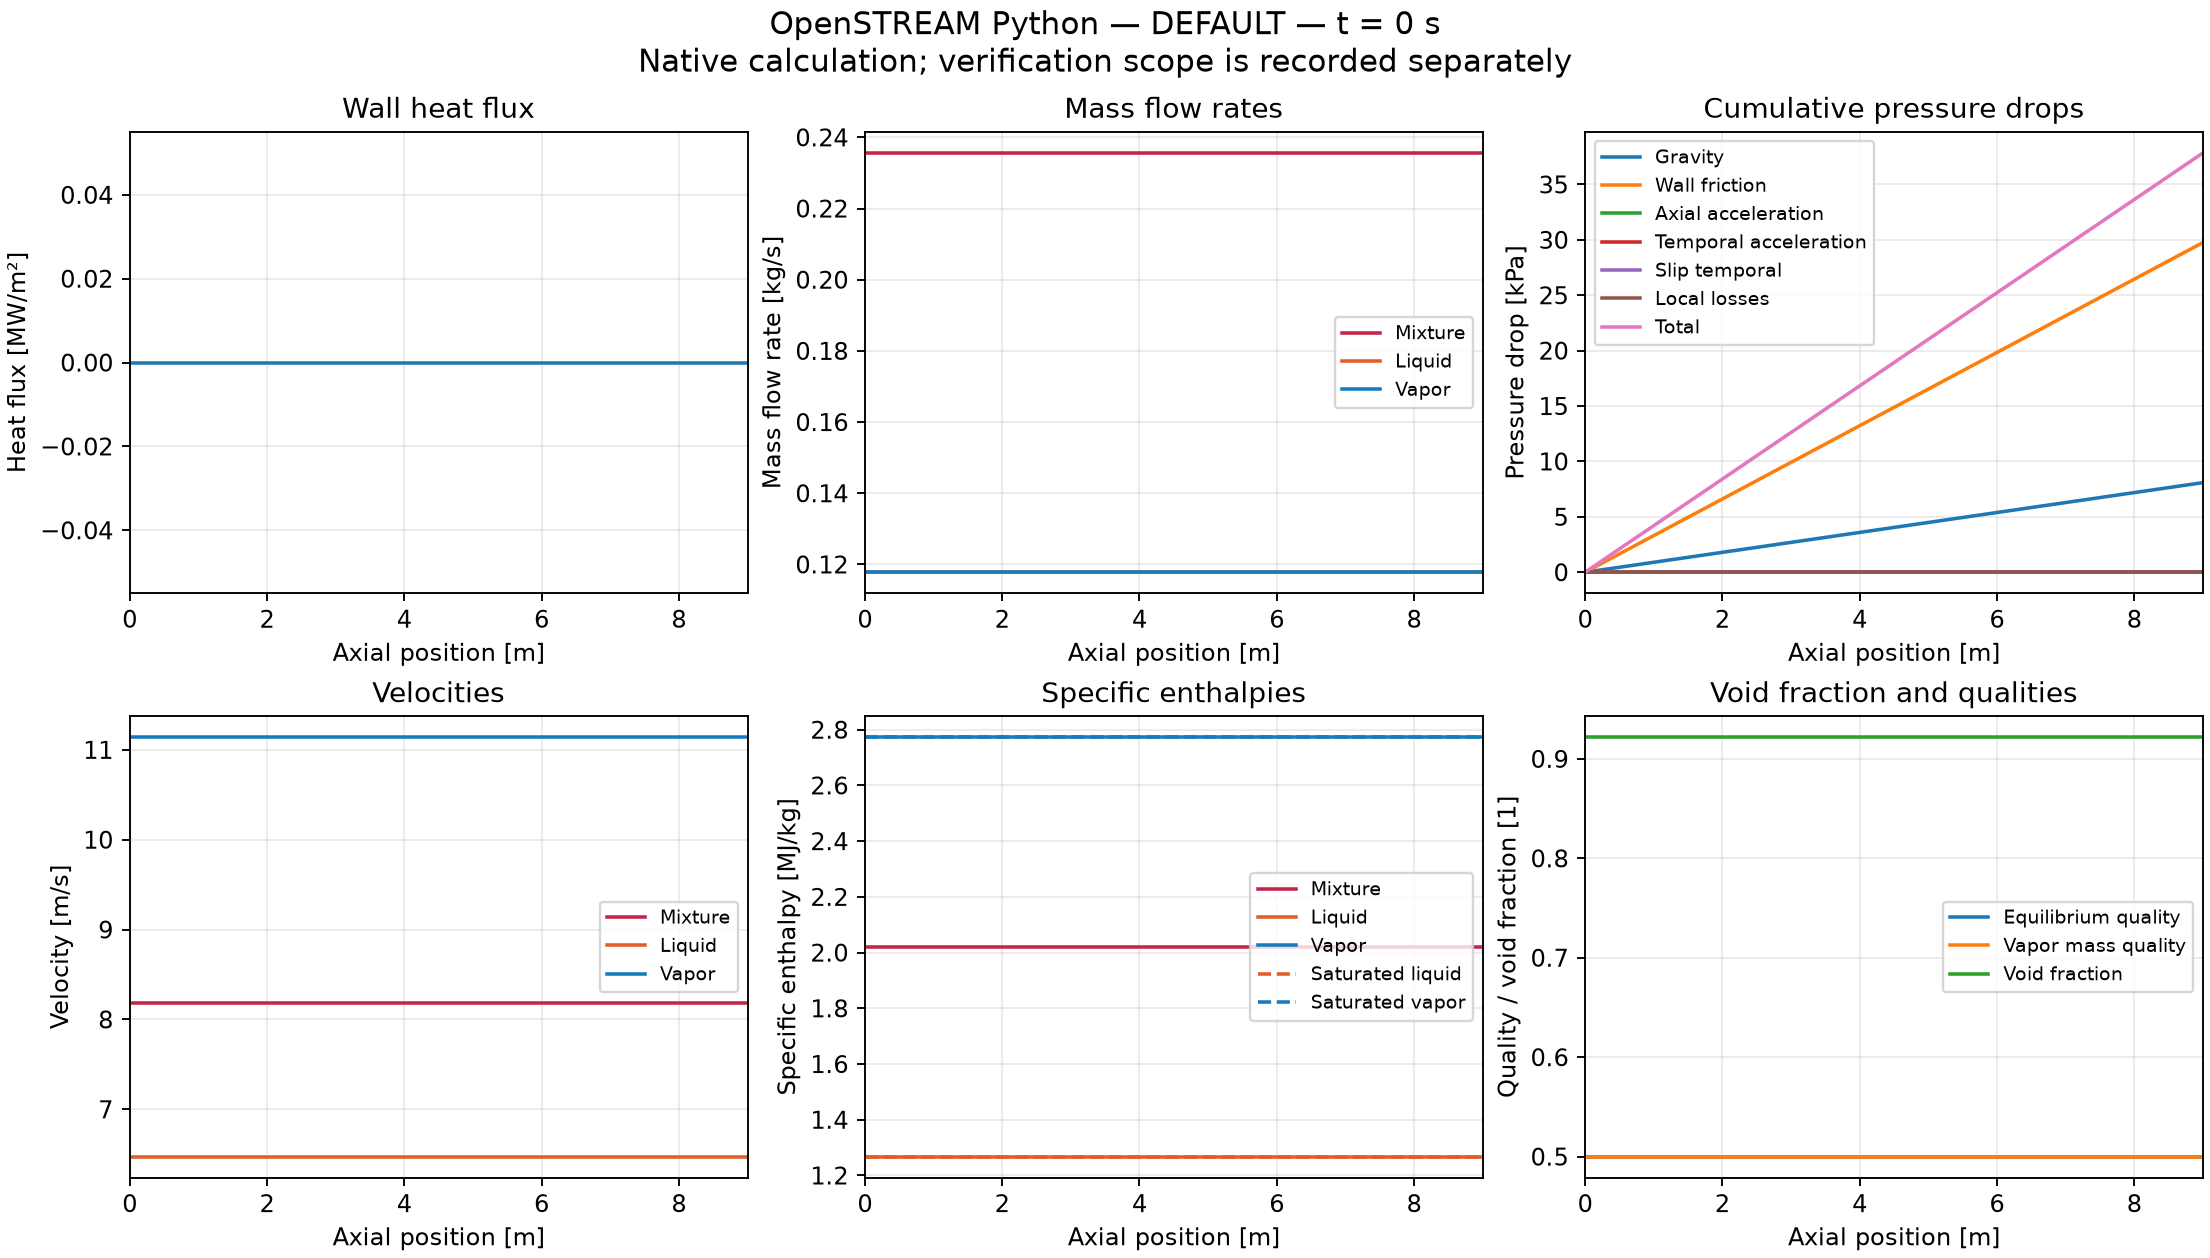 OpenSTREAM Python — DEFAULT — t = 0 s
Native calculation; verification scope is recorded separately
Wall heat flux
Heat flux [MW/m²]
0.04
0.02
0.00
−0.02
−0.04
0 2 4 6 8
Axial position [m]
Mass flow rates
Mass flow rate [kg/s]
0.24
0.22
0.20
0.18
0.16
0.14
0.12
Mixture
Liquid
Vapor
0 2 4 6 8
Axial position [m]
Cumulative pressure drops
Pressure drop [kPa]
35
30
25
20
15
10
5
0
Gravity
Wall friction
Axial acceleration
Temporal acceleration
Slip temporal
Local losses
Total
0 2 4 6 8
Axial position [m]
Velocities
Velocity [m/s]
11
10
9
8
7
Mixture
Liquid
Vapor
0 2 4 6 8
Axial position [m]
Specific enthalpies
Specific enthalpy [MJ/kg]
2.8
2.6
2.4
2.2
2.0
1.8
1.6
1.4
1.2
Mixture
Liquid
Vapor
Saturated liquid
Saturated vapor
0 2 4 6 8
Axial position [m]
Void fraction and qualities
Quality / void fraction [1]
0.9
0.8
0.7
0.6
0.5
Equilibrium quality
Vapor mass quality
Void fraction
0 2 4 6 8
Axial position [m]